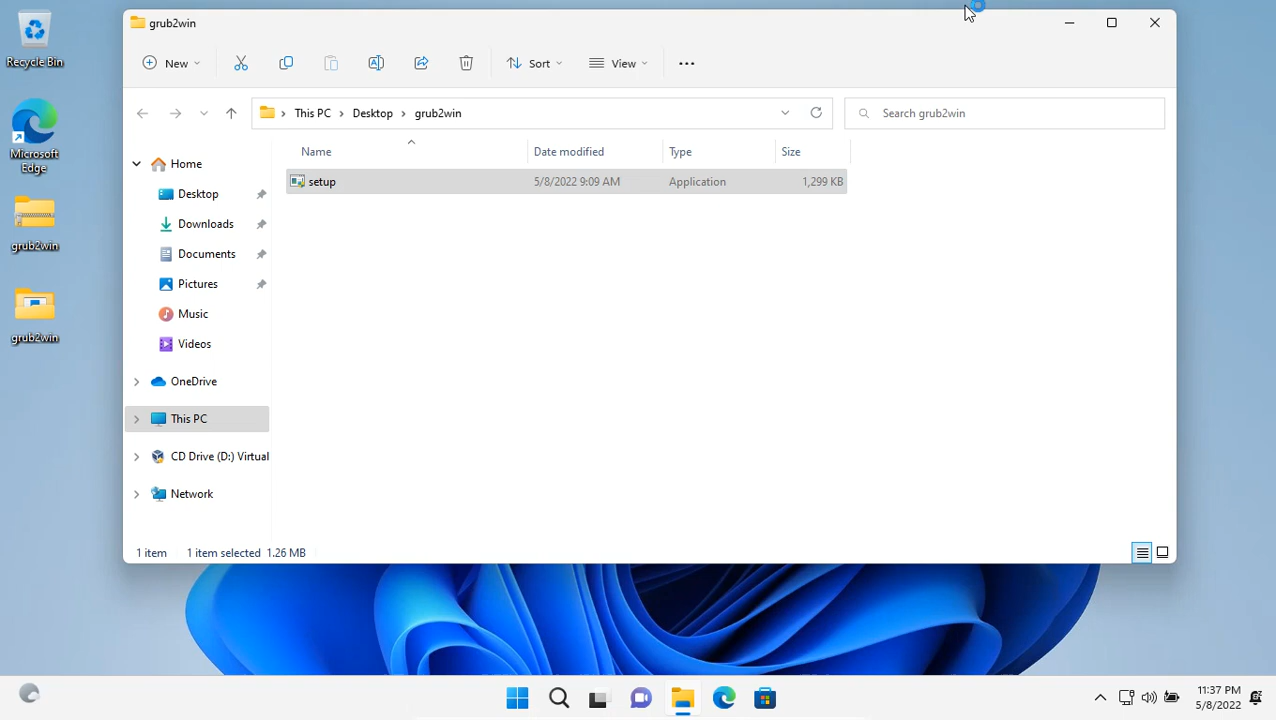 Recycle Bin
Microsoft
Edge
grub2win
grub2win
grub2win
New
Sort
View
This PC
Desktop
grub2win
Search grub2win
Name
Date modified
Type
Size
setup
5/8/2022 9:09 AM
Application
1,299 KB
Home
Desktop
Downloads
Documents
Pictures
Music
Videos
OneDrive
This PC
CD Drive (D:) Virtual
Network
1 item
1 item selected 1.26 MB
11:37 PM
5/8/2022